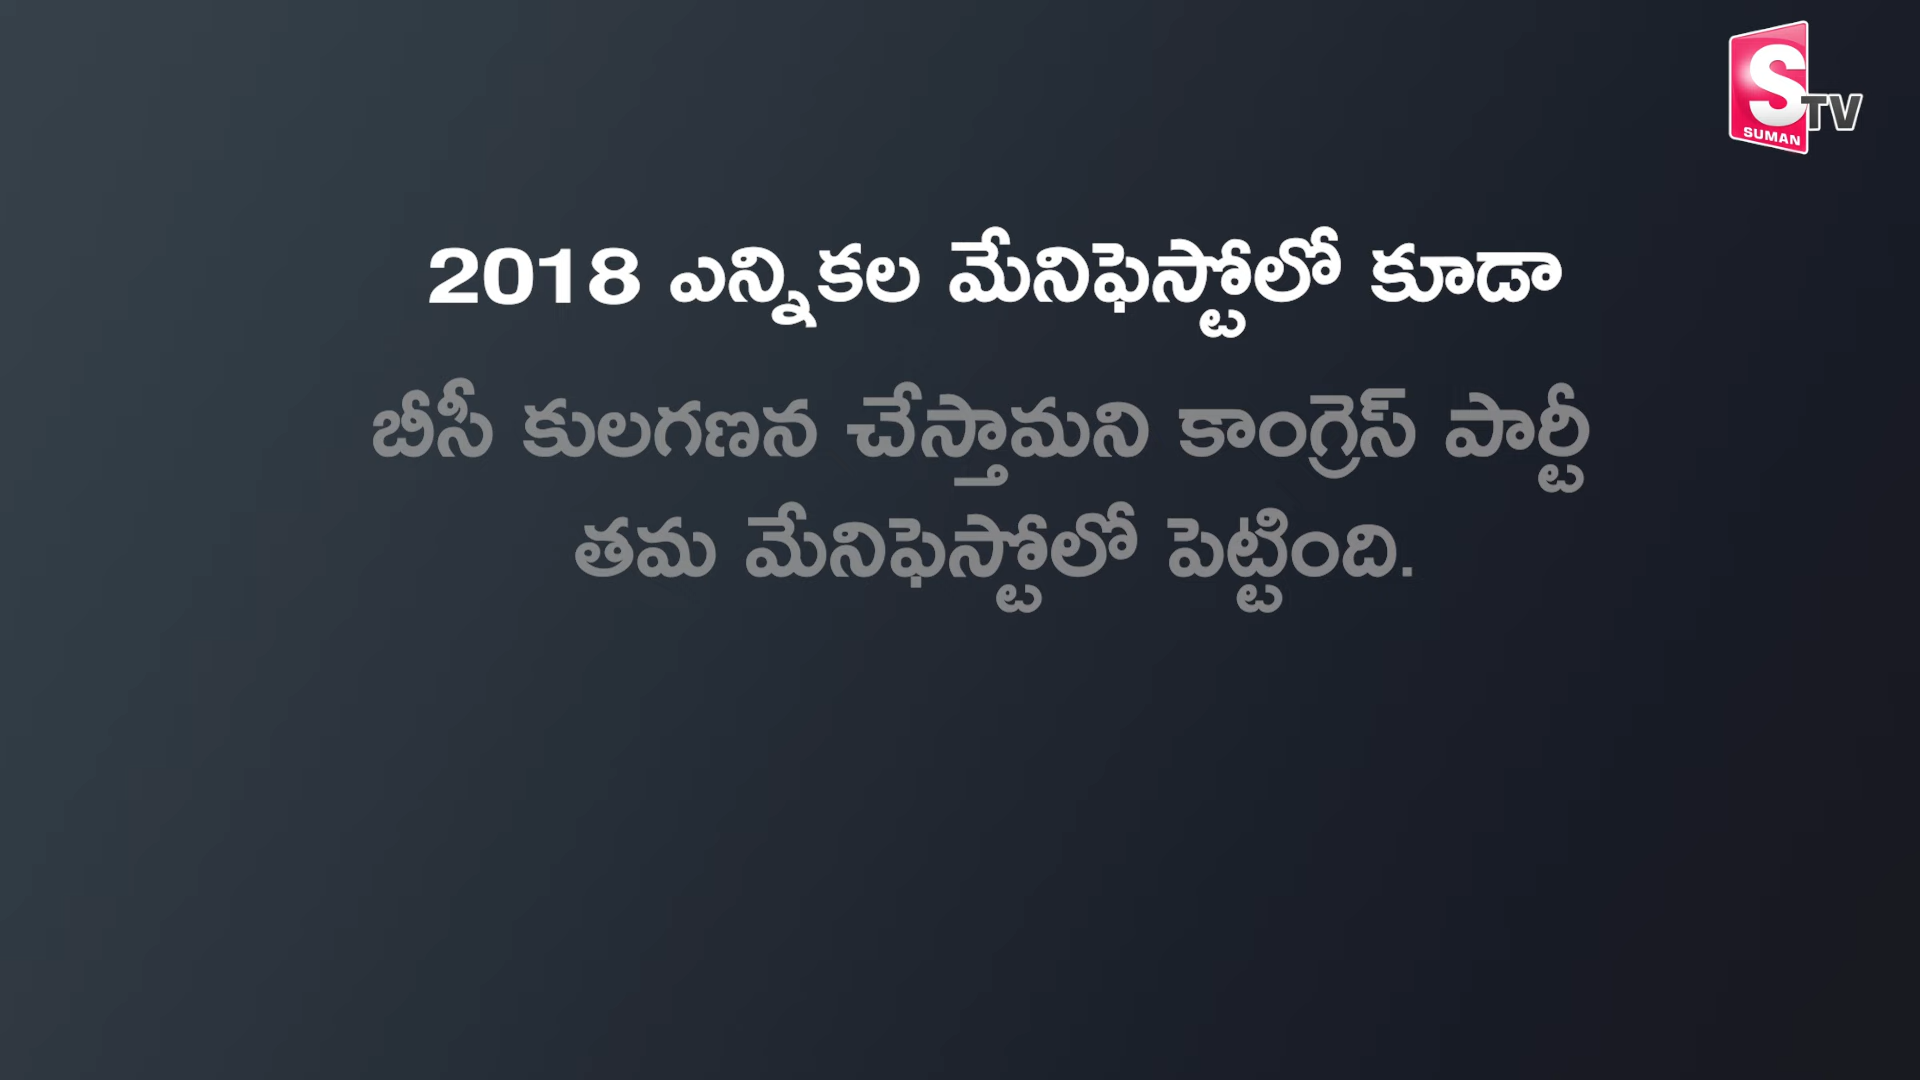 S TV
SUMAN
2018 ఎన్నికల మేనిఫెస్టోలో కూడా
బీసీ కులగణన చేస్తామని కాంగ్రెస్ పార్టీ
తమ మేనిఫెస్టోలో పెట్టింది.